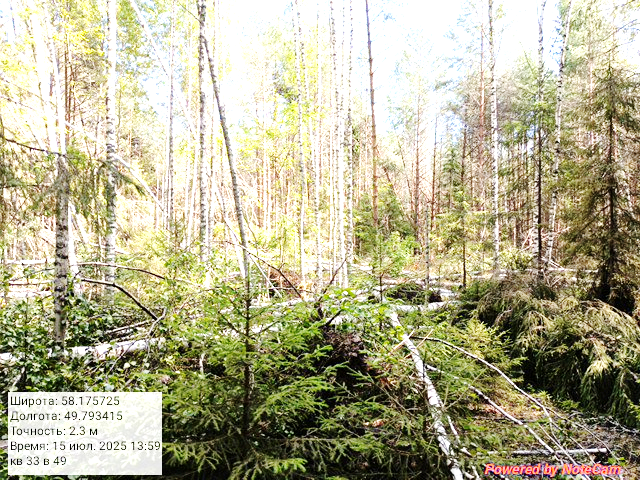 Широта: 58.175725
Долгота: 49.793415
Точность: 2.3 м
Время: 15 июл. 2025 13:59
кв 33 в 49
Powered by NoteCam